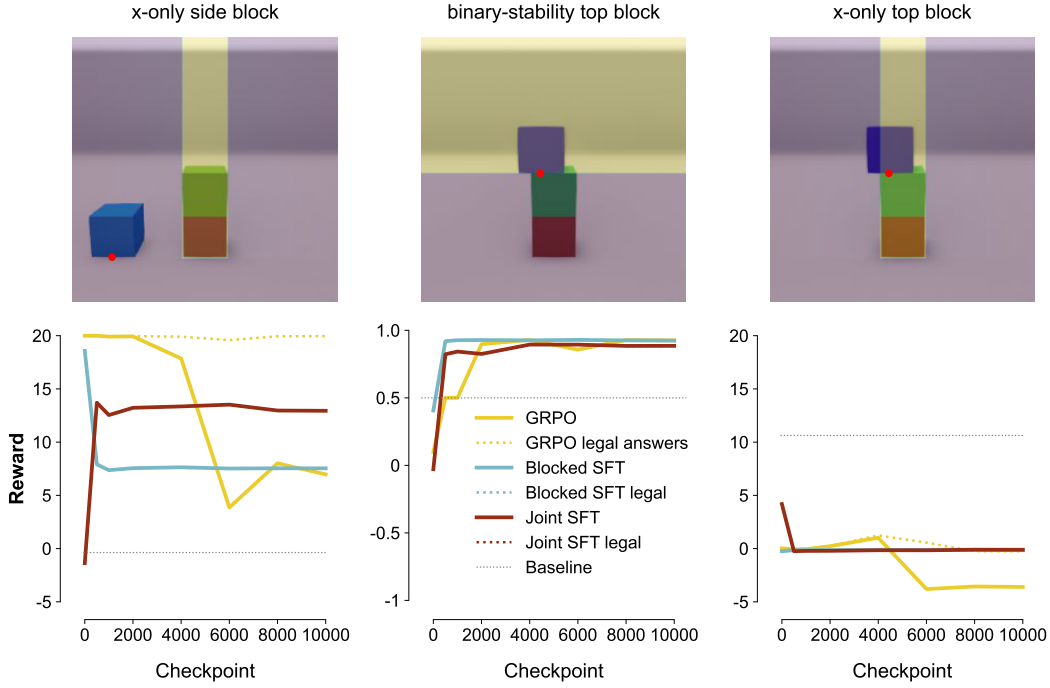 x-only side block
binary-stability top block
x-only top block
Reward
20
15
10
5
0
-5
0 2000 4000 6000 8000 10000
Checkpoint
1.0
0.5
0
-0.5
-1
GRPO
GRPO legal answers
Blocked SFT
Blocked SFT legal
Joint SFT
Joint SFT legal
Baseline
0 2000 4000 6000 8000 10000
Checkpoint
20
15
10
5
0
-5
0 2000 4000 6000 8000 10000
Checkpoint